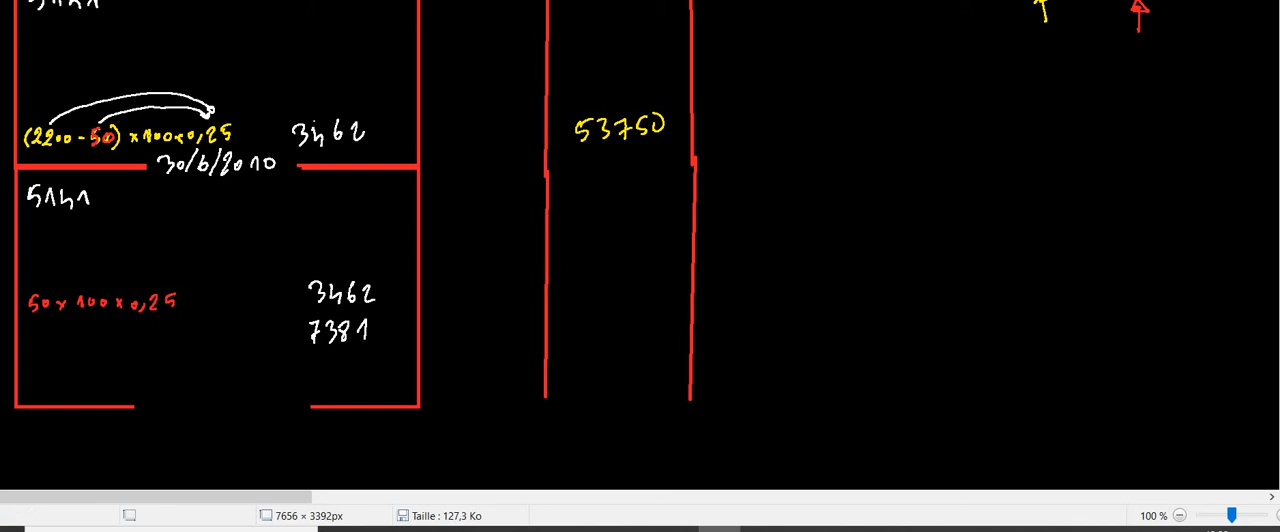 (2200-50) x 100 x 0,25 3462 53750
30/6/2010
5141
50 x 100 x 0,25 3462
7381
7656 × 3392px Taille : 127,3 Ko 100 %